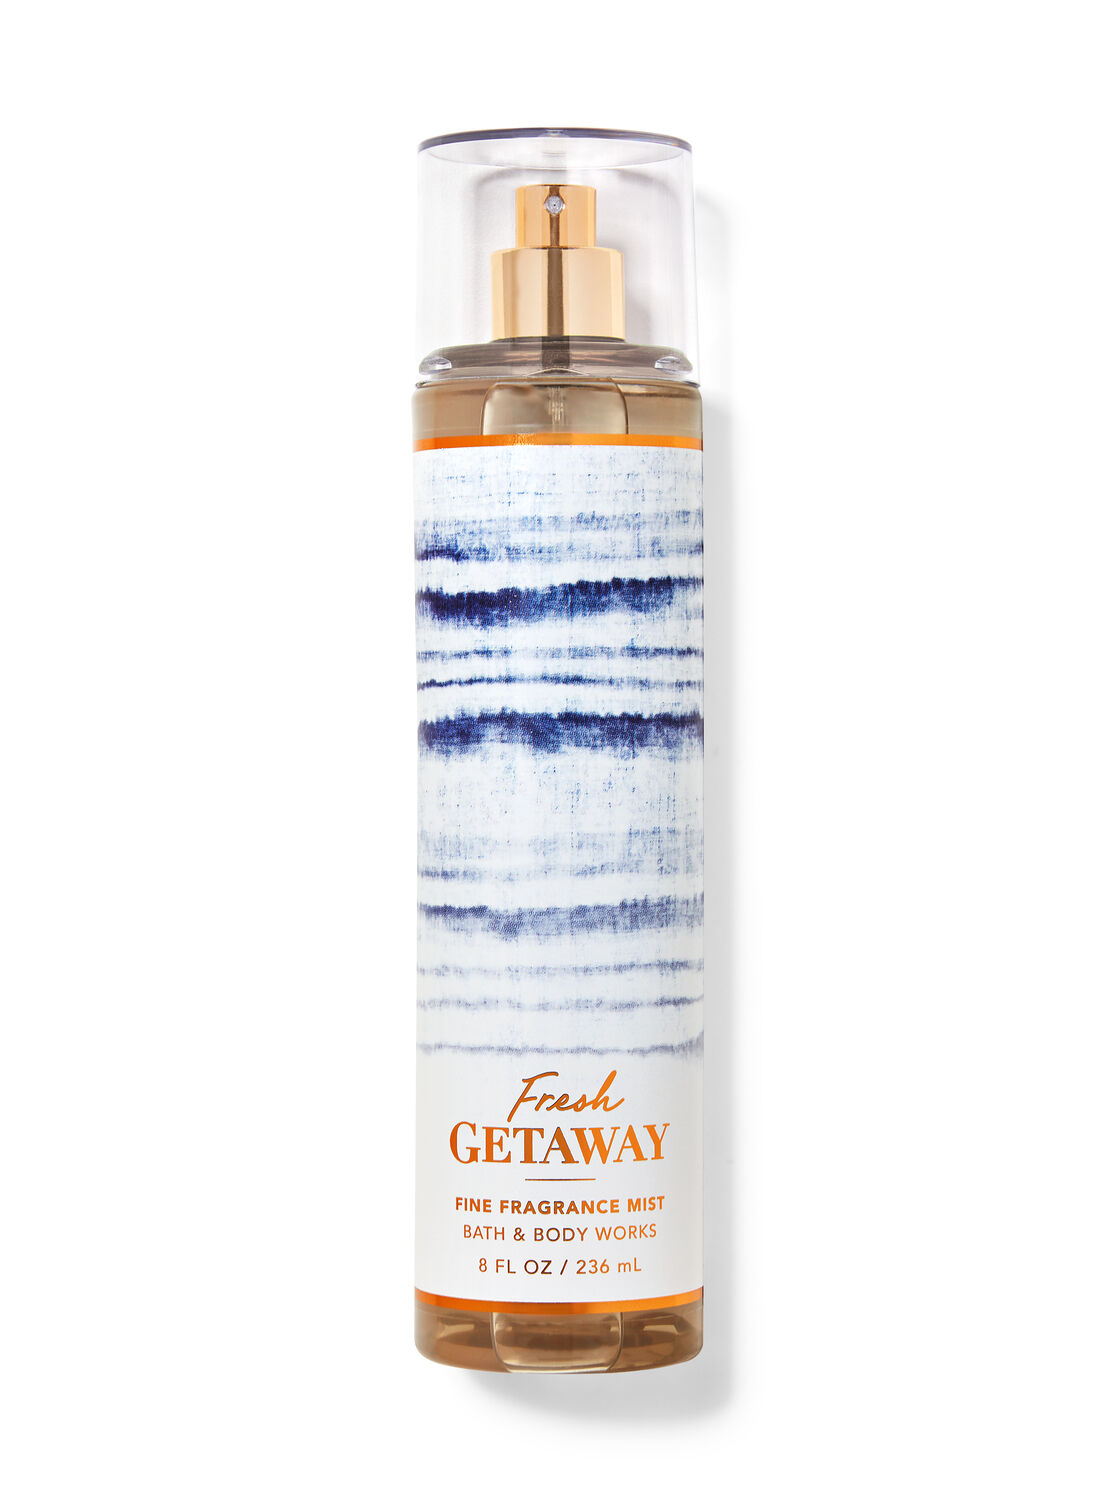 Fresh
GETAWAY
FINE FRAGRANCE MIST
BATH & BODY WORKS
8 FL OZ / 236 mL